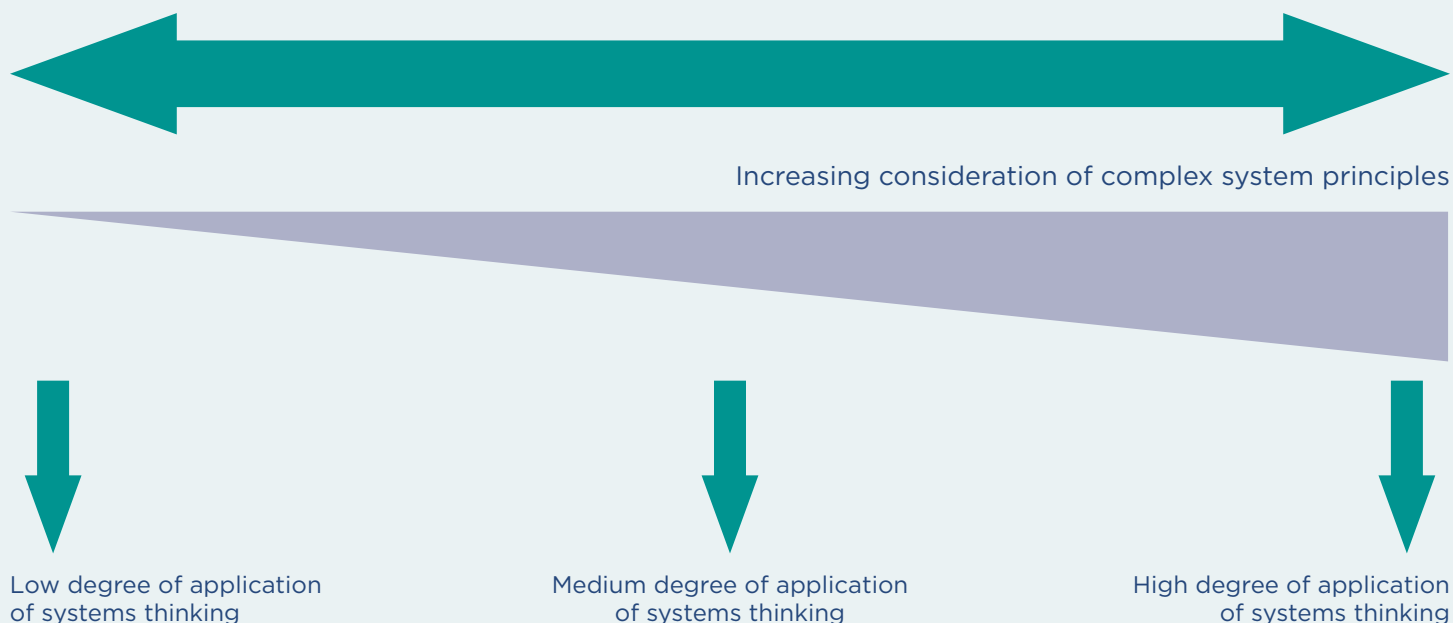 Increasing consideration of complex system principles
Low degree of application
of systems thinking
Medium degree of application
of systems thinking
High degree of application
of systems thinking